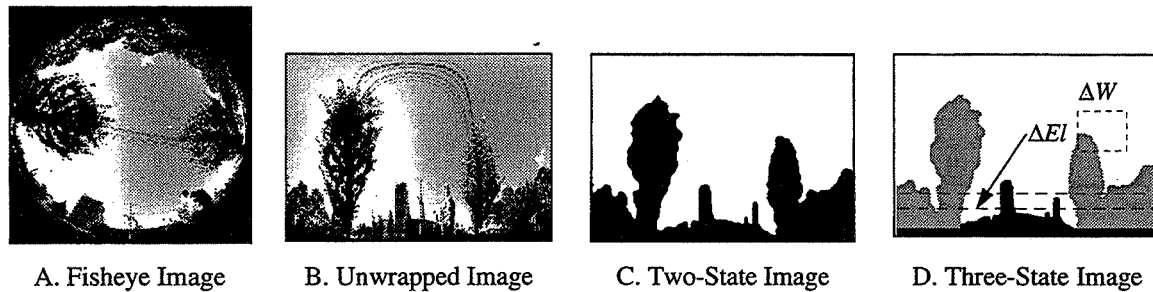 ΔW
ΔEl
A. Fisheye Image
B. Unwrapped Image
C. Two-State Image
D. Three-State Image